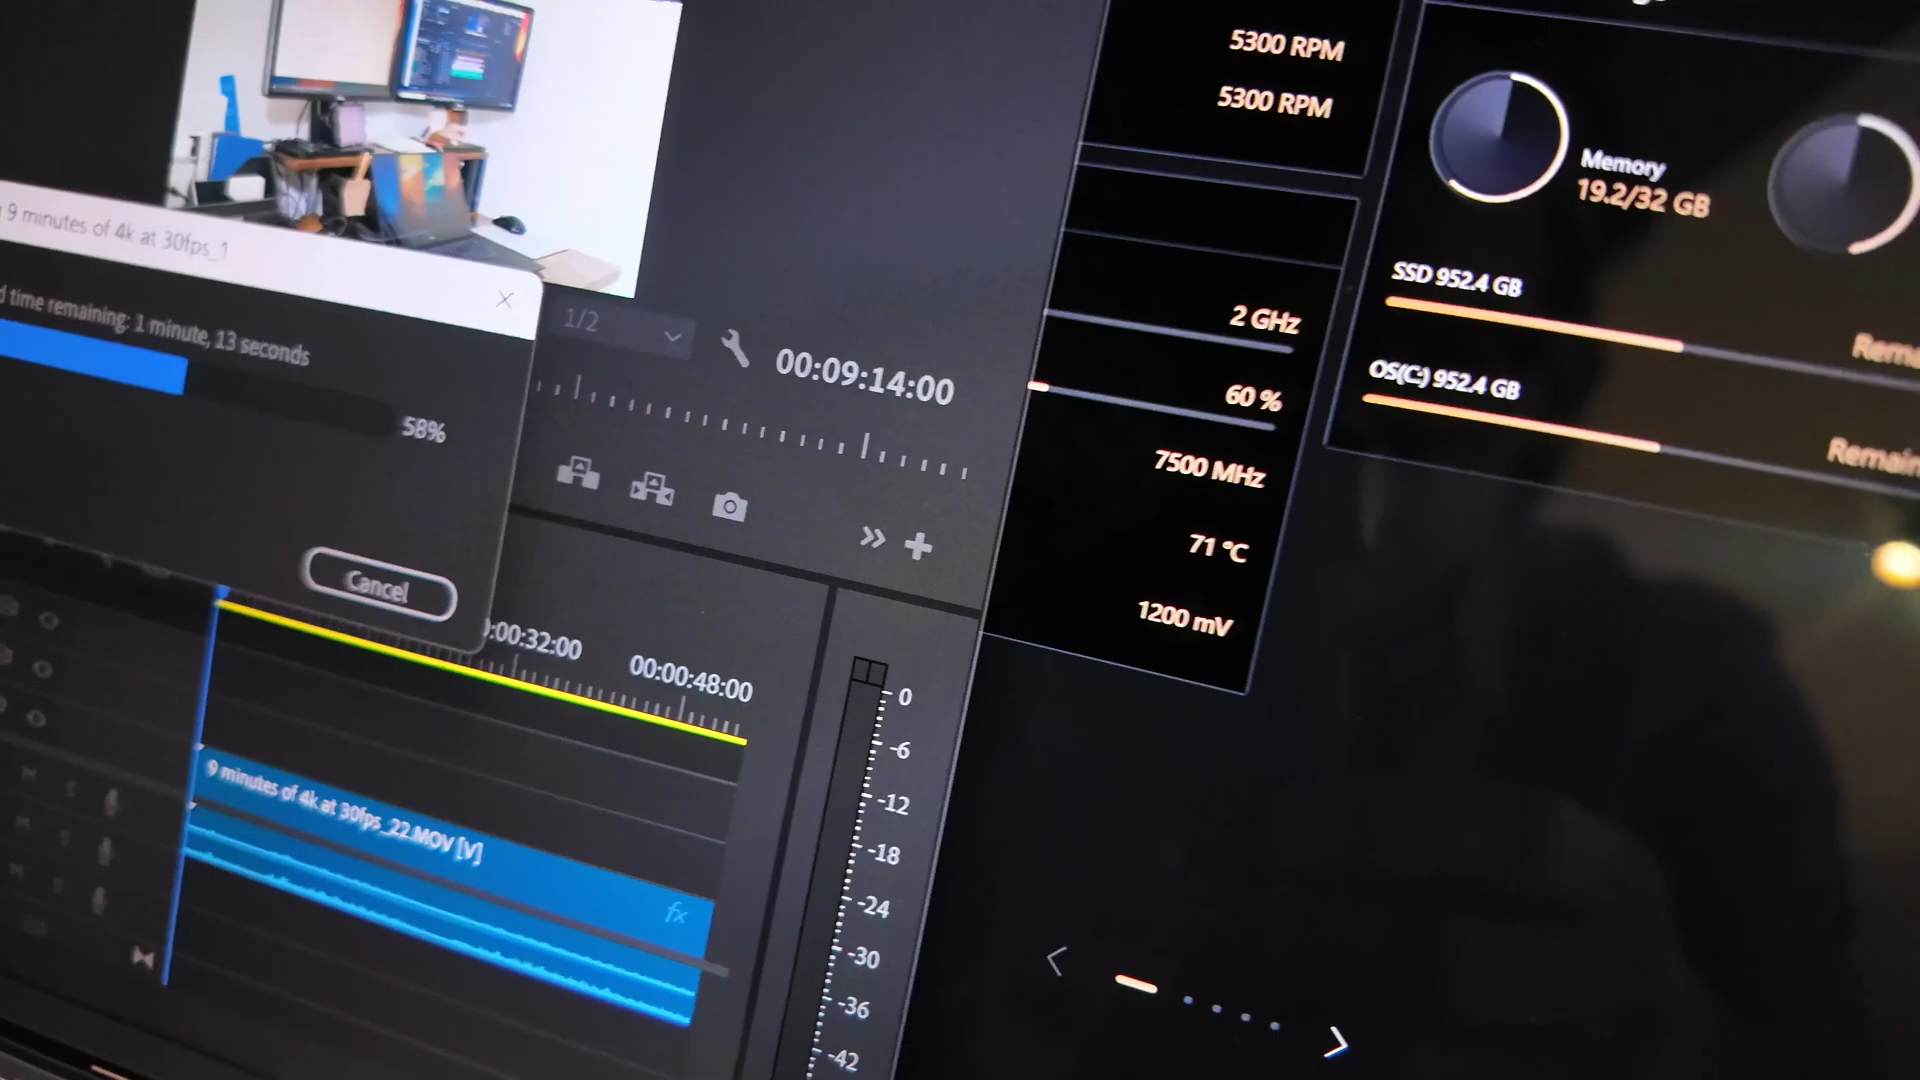 9 minutes of 4k at 30fps_1
time remaining: 1 minute, 13 seconds
58%
Cancel
1/2
00:09:14:00
:00:32:00
00:00:48:00
9 minutes of 4k at 30fps_22.MOV [V]
fx
M S
M S
M S
0
-6
-12
-18
-24
-30
-36
-42
5300 RPM
5300 RPM
2 GHz
60 %
7500 MHz
71 °C
1200 mV
Memory
19.2/32 GB
SSD 952.4 GB
OS(C:) 952.4 GB